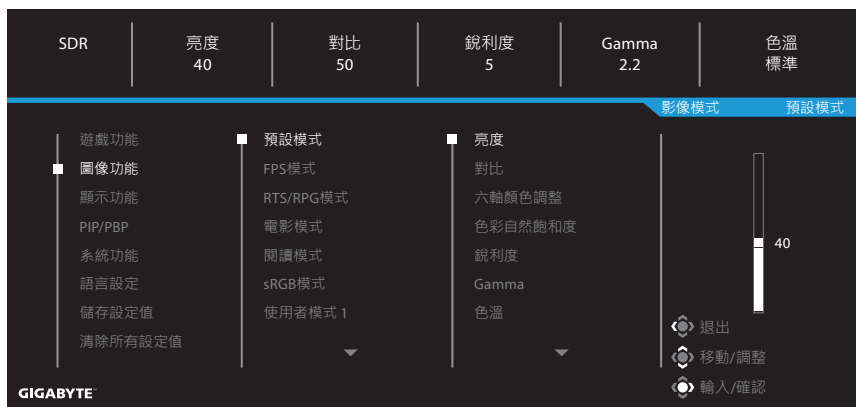 SDR
亮度
40
對比
50
銳利度
5
Gamma
2.2
色溫
標準
影像模式
預設模式
遊戲功能
圖像功能
顯示功能
PIP/PBP
系統功能
語言設定
儲存設定值
清除所有設定值
預設模式
FPS模式
RTS/RPG模式
電影模式
閱讀模式
sRGB模式
使用者模式 1
亮度
對比
六軸顏色調整
色彩自然飽和度
銳利度
Gamma
色溫
40
退出
移動/調整
輸入/確認
GIGABYTE™